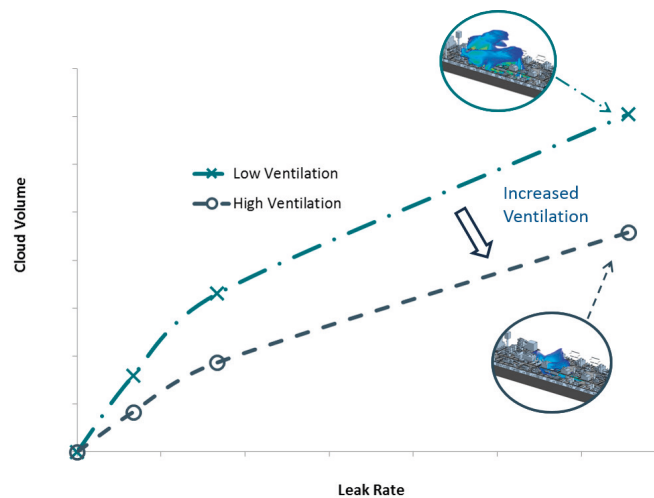 Low Ventilation
High Ventilation
Increased
Ventilation
Cloud Volume
Leak Rate